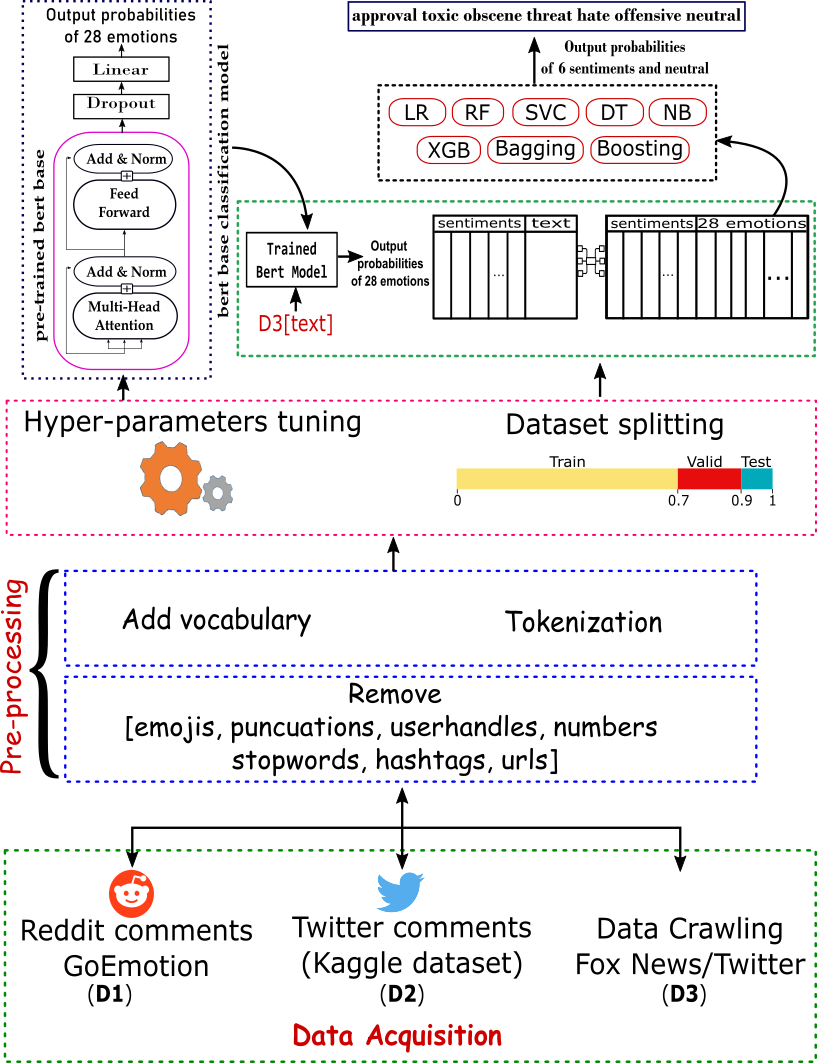 Output probabilities
of 28 emotions
Linear
Dropout
Add & Norm
Feed
Forward
Add & Norm
Multi-Head
Attention
pre-trained bert base
bert base classification model
approval toxic obscene threat hate offensive neutral
Output probabilities
of 6 sentiments and neutral
LR RF SVC DT NB
XGB Bagging Boosting
Trained
Bert Model
D3[text]
Output
probabilities
of 28 emotions
sentiments text
...
sentiments 28 emotions
... ...
Hyper-parameters tuning
Dataset splitting
Train Valid Test
0 0.7 0.9 1
Pre-processing
Add vocabulary Tokenization
Remove
[emojis, puncuations, userhandles, numbers
stopwords, hashtags, urls]
Reddit comments
GoEmotion
(D1)
Twitter comments
(Kaggle dataset)
(D2)
Data Crawling
Fox News/Twitter
(D3)
Data Acquisition